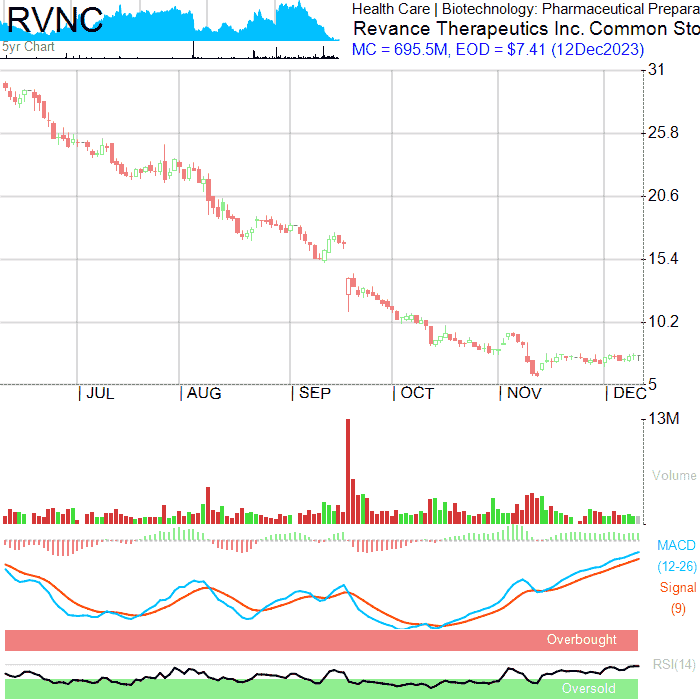 RVNC
5yr Chart
Health Care | Biotechnology: Pharmaceutical Prepara
Revance Therapeutics Inc. Common Sto
MC = 695.5M, EOD = $7.41 (12Dec2023)
31
25.8
20.6
15.4
10.2
5
| JUL | AUG | SEP | OCT | NOV | DEC
13M
Volume
MACD
(12-26)
Signal
(9)
Overbought
RSI(14)
Oversold